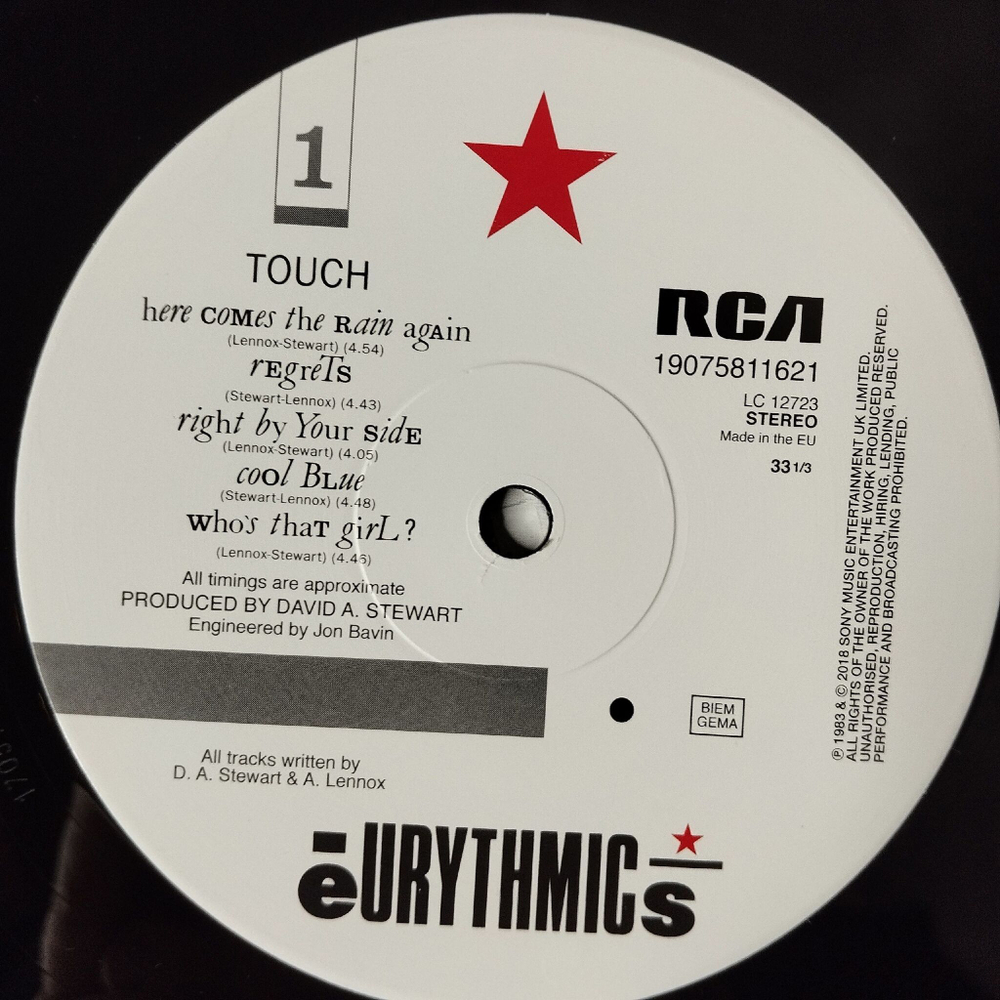 1
TOUCH
here COMes the Rain agAin
(Lennox-Stewart) (4.54)
rEgreTs
(Stewart-Lennox) (4.43)
right by Your SidE
(Lennox-Stewart) (4.05)
cool BLue
(Stewart-Lennox) (4.48)
Who's thaT girL?
(Lennox-Stewart) (4.46)
All timings are approximate
PRODUCED BY DAVID A. STEWART
Engineered by Jon Bavin
RCA
19075811621
LC 12723
STEREO
Made in the EU
33 1/3
℗ 1983 & © 2018 SONY MUSIC ENTERTAINMENT UK LIMITED.
ALL RIGHTS OF THE OWNER OF THE WORK PRODUCED RESERVED.
UNAUTHORISED, REPRODUCTION, HIRING, LENDING, PUBLIC
PERFORMANCE AND BROADCASTING PROHIBITED.
BIEM
GEMA
All tracks written by
D. A. Stewart & A. Lennox
ēURYTHMICs